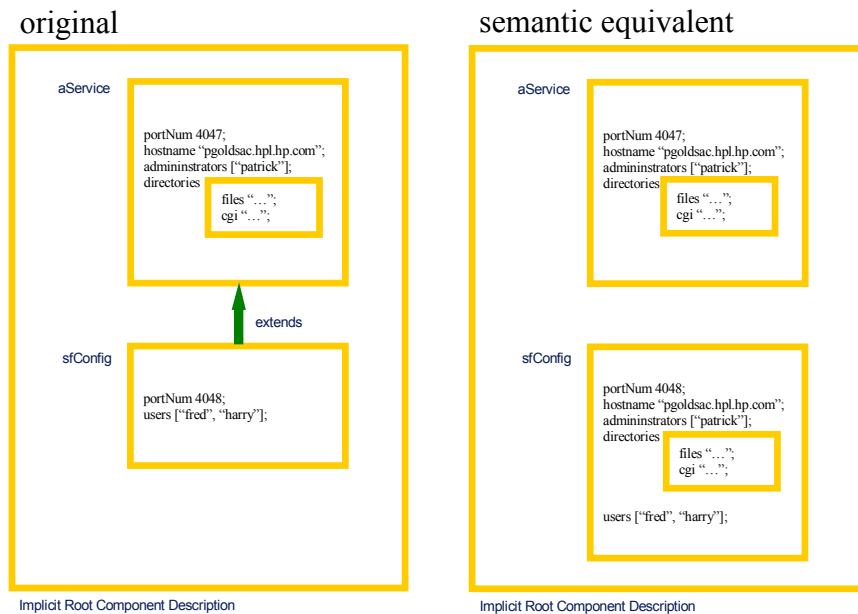 original
aService
portNum 4047;
hostname “pgoldsac.hpl.hp.com”;
admininstrators [“patrick”];
directories
files “…”;
cgi “…”;
extends
sfConfig
portNum 4048;
users [“fred”, “harry”];
Implicit Root Component Description
semantic equivalent
aService
portNum 4047;
hostname “pgoldsac.hpl.hp.com”;
admininstrators [“patrick”];
directories
files “…”;
cgi “…”;
sfConfig
portNum 4048;
hostname “pgoldsac.hpl.hp.com”;
admininstrators [“patrick”];
directories
files “…”;
cgi “…”;
users [“fred”, “harry”];
Implicit Root Component Description